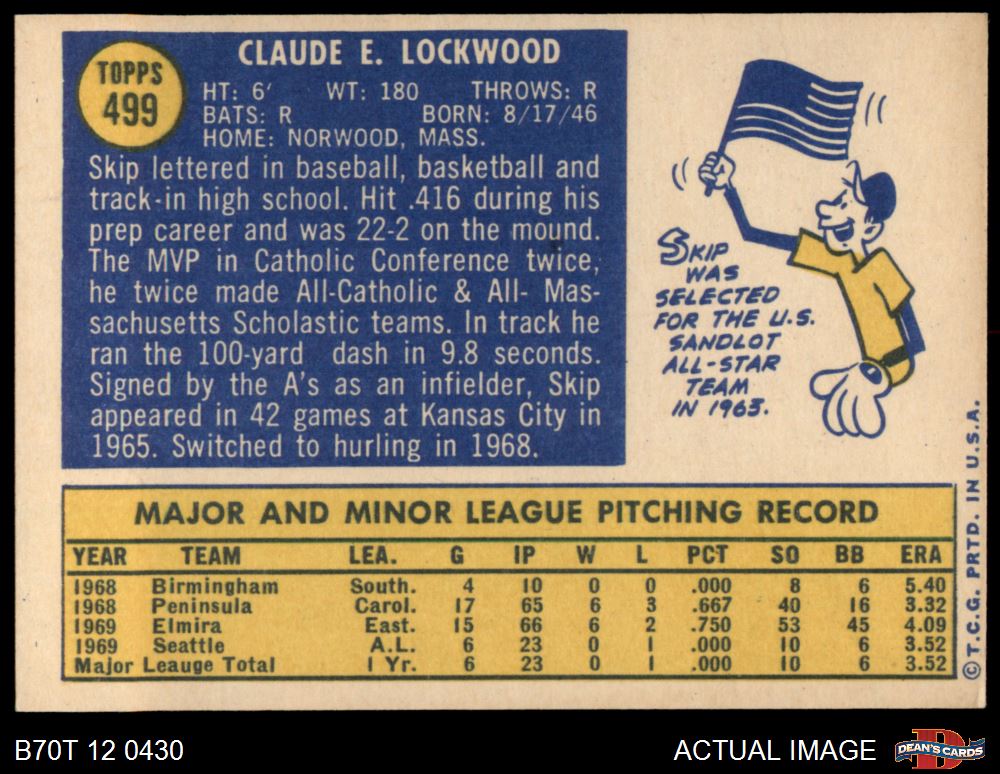 TOPPS
499
CLAUDE E. LOCKWOOD
HT: 6' WT: 180 THROWS: R
BATS: R BORN: 8/17/46
HOME: NORWOOD, MASS.
Skip lettered in baseball, basketball and
track-in high school. Hit .416 during his
prep career and was 22-2 on the mound.
The MVP in Catholic Conference twice,
he twice made All-Catholic & All- Mas-
sachusetts Scholastic teams. In track he
ran the 100-yard dash in 9.8 seconds.
Signed by the A's as an infielder, Skip
appeared in 42 games at Kansas City in
1965. Switched to hurling in 1968.
SKIP
WAS
SELECTED
FOR THE U.S.
SANDLOT
ALL-STAR
TEAM
IN 1963.
MAJOR AND MINOR LEAGUE PITCHING RECORD
YEAR TEAM LEA. G IP W L PCT SO BB ERA
1968 Birmingham South. 4 10 0 0 .000 8 6 5.40
1968 Peninsula Carol. 17 65 6 3 .667 40 16 3.32
1969 Elmira East. 15 66 6 2 .750 53 45 4.09
1969 Seattle A.L. 6 23 0 1 .000 10 6 3.52
Major Leauge Total 1 Yr. 6 23 0 1 .000 10 6 3.52
© T.C.G. PRTD. IN U.S.A.
B70T 12 0430
ACTUAL IMAGE
DEAN'S CARDS